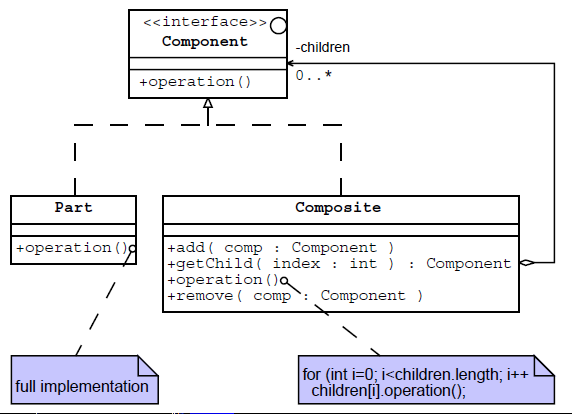 <<interface>>
Component
+operation()
-children
0..*
Part
+operation()
Composite
+add( comp : Component )
+getChild( index : int ) : Component
+operation()
+remove( comp : Component )
full implementation
for (int i=0; i<children.length; i++
children[i].operation();